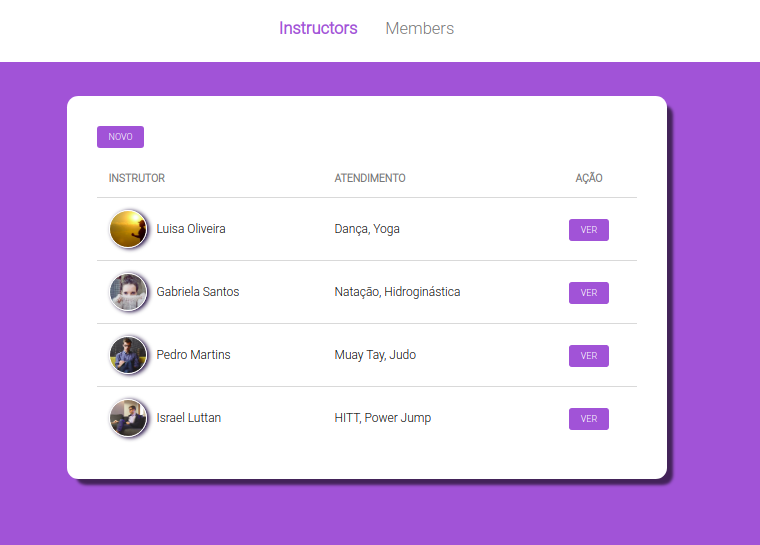 Instructors Members
NOVO
INSTRUTOR ATENDIMENTO AÇÃO
Luisa Oliveira Dança, Yoga VER
Gabriela Santos Natação, Hidroginástica VER
Pedro Martins Muay Tay, Judo VER
Israel Luttan HITT, Power Jump VER